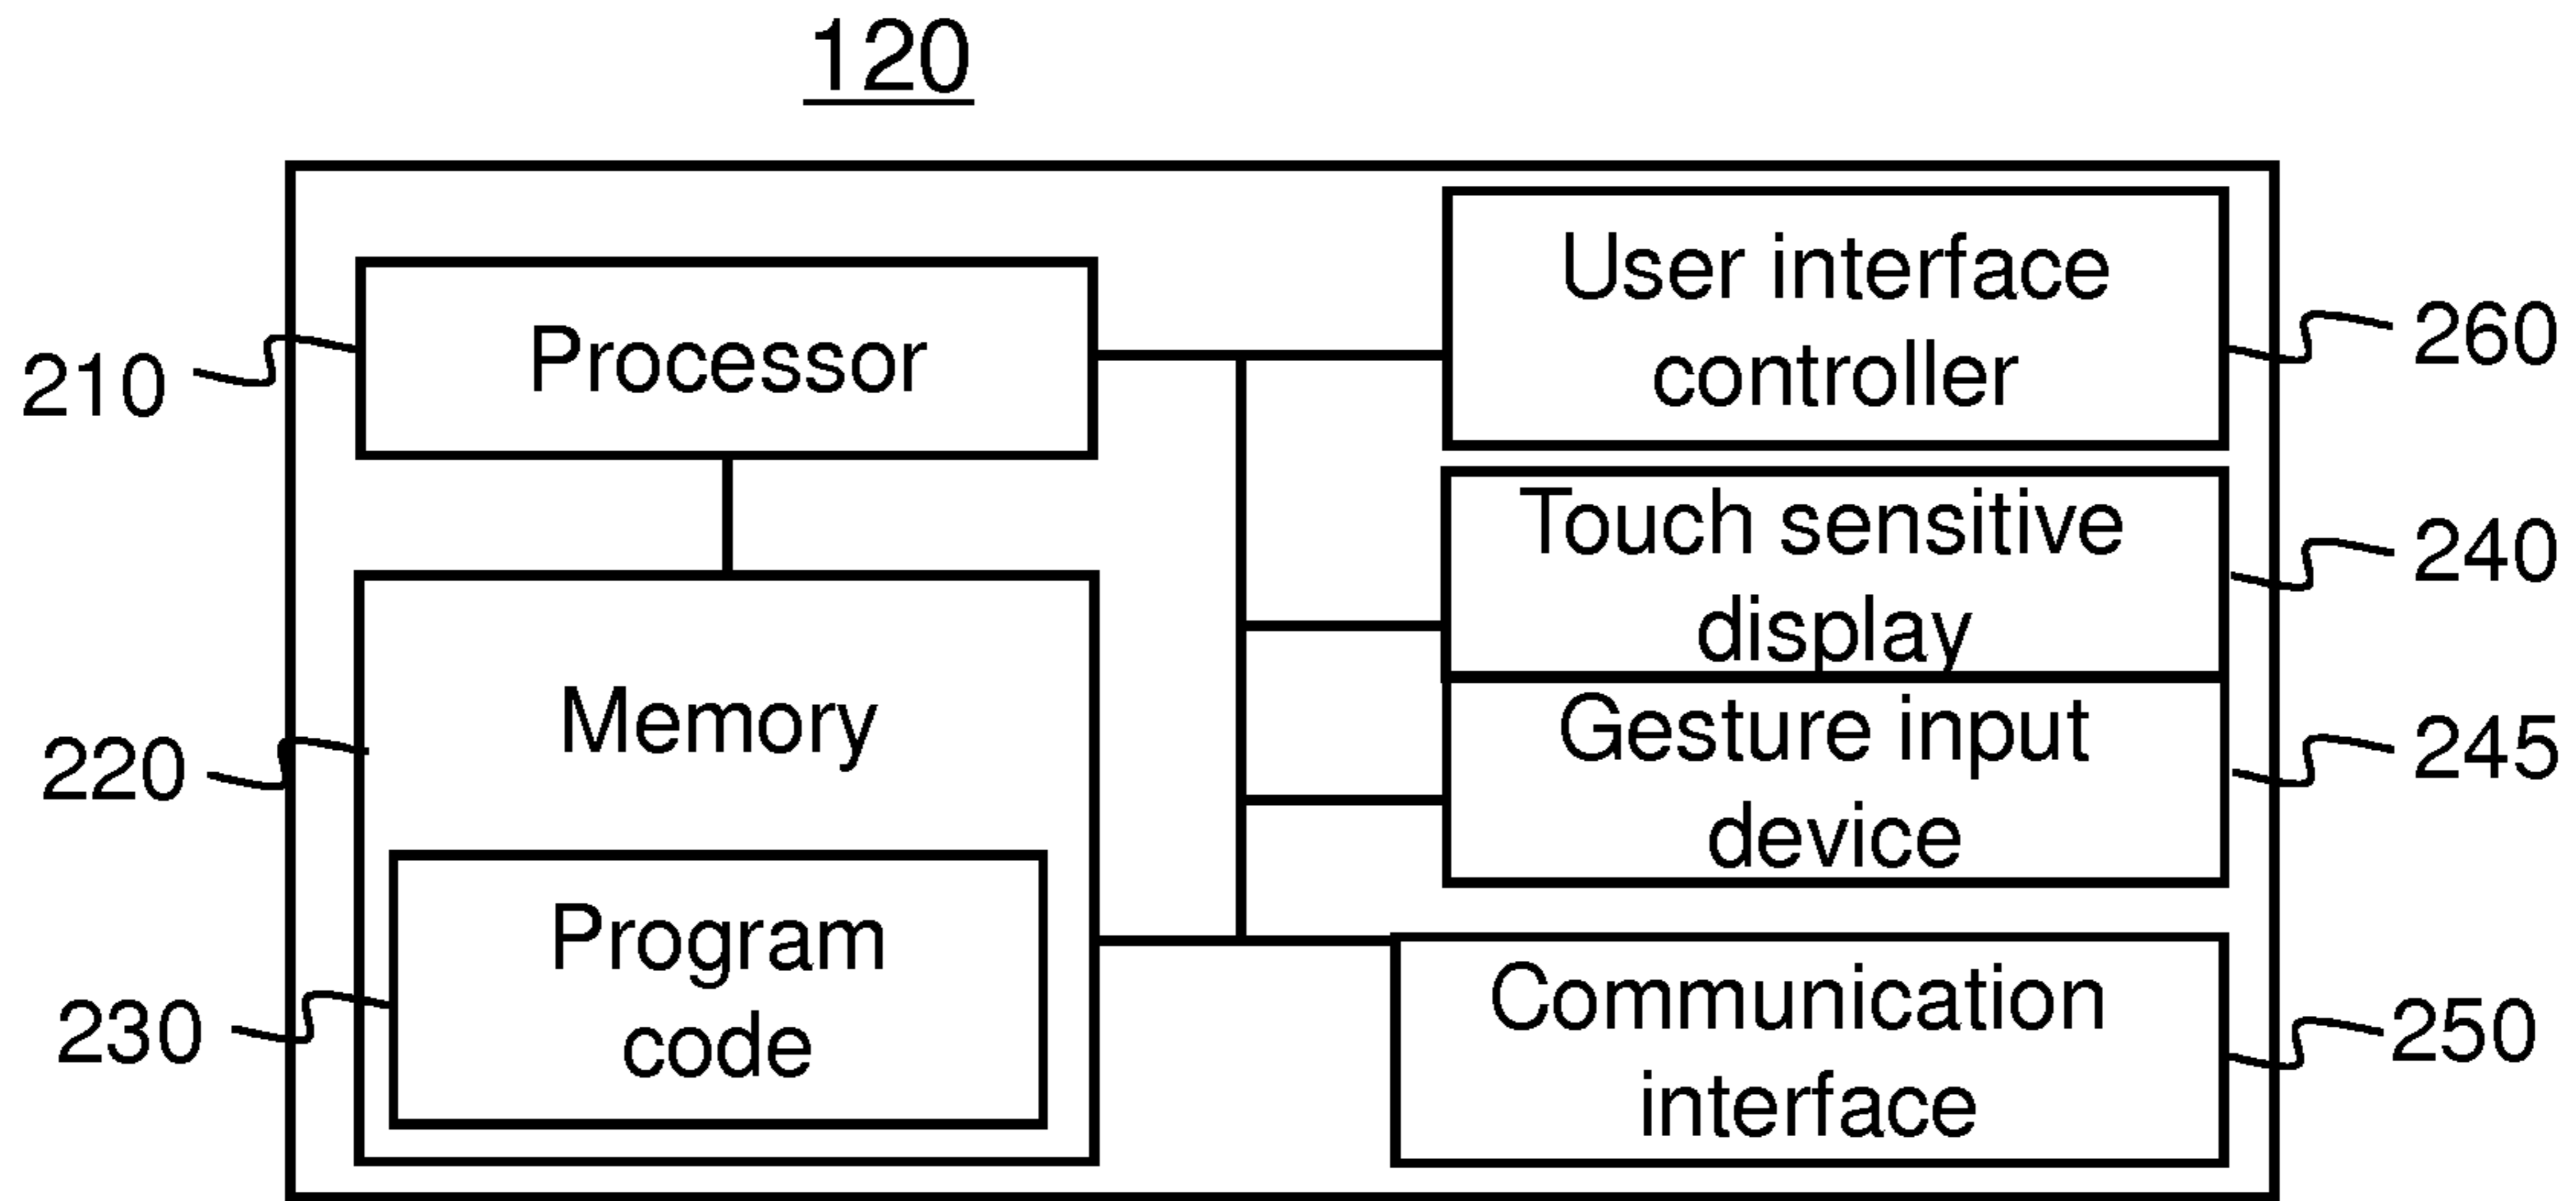 120
Processor
210
User interface
controller
260
Touch sensitive
display
240
Memory
220
Gesture input
device
245
Program
code
230
Communication
interface
250